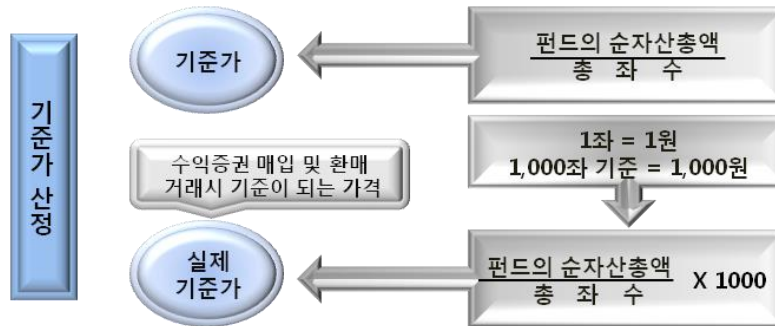 기준가 산정
기준가
펀드의 순자산총액
총 좌 수
1좌 = 1원
1,000좌 기준 = 1,000원
수익증권 매입 및 환매
거래시 기준이 되는 가격
실제
기준가
펀드의 순자산총액
총 좌 수
X 1000